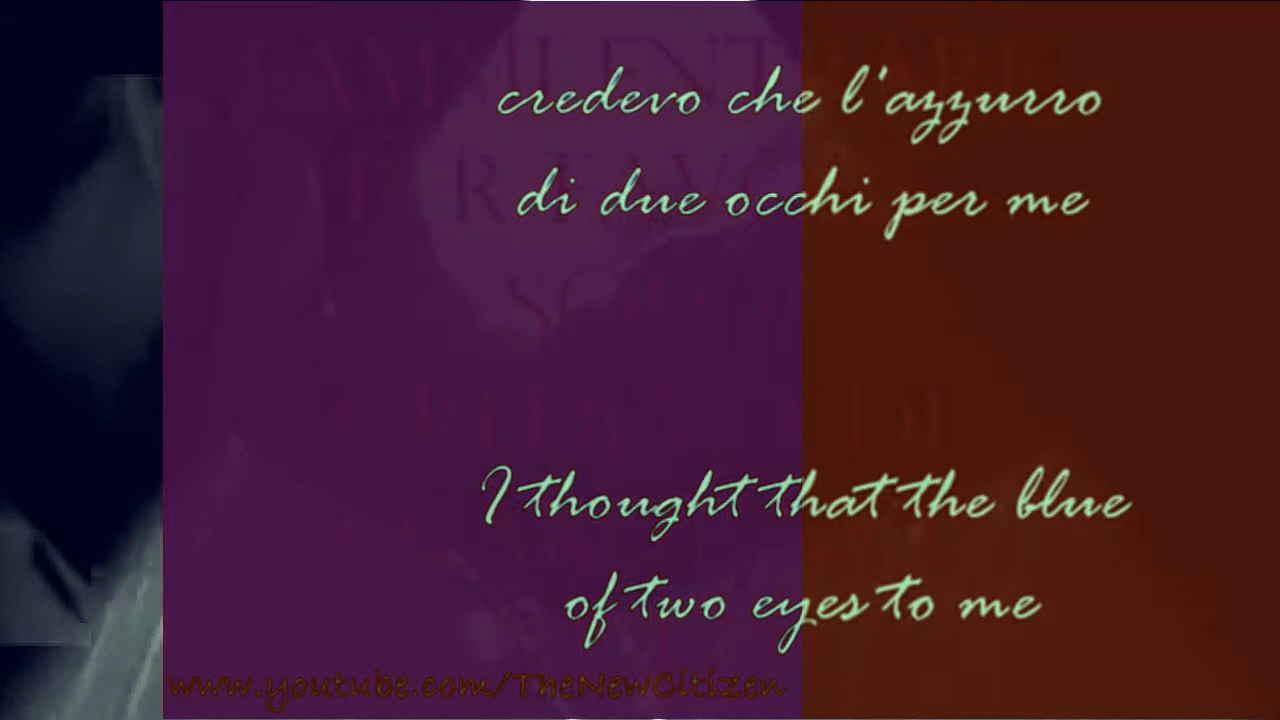 credevo che l'azzurro
di due occhi per me
I thought that the blue
of two eyes to me
www.youtube.com/TheNewCitizen